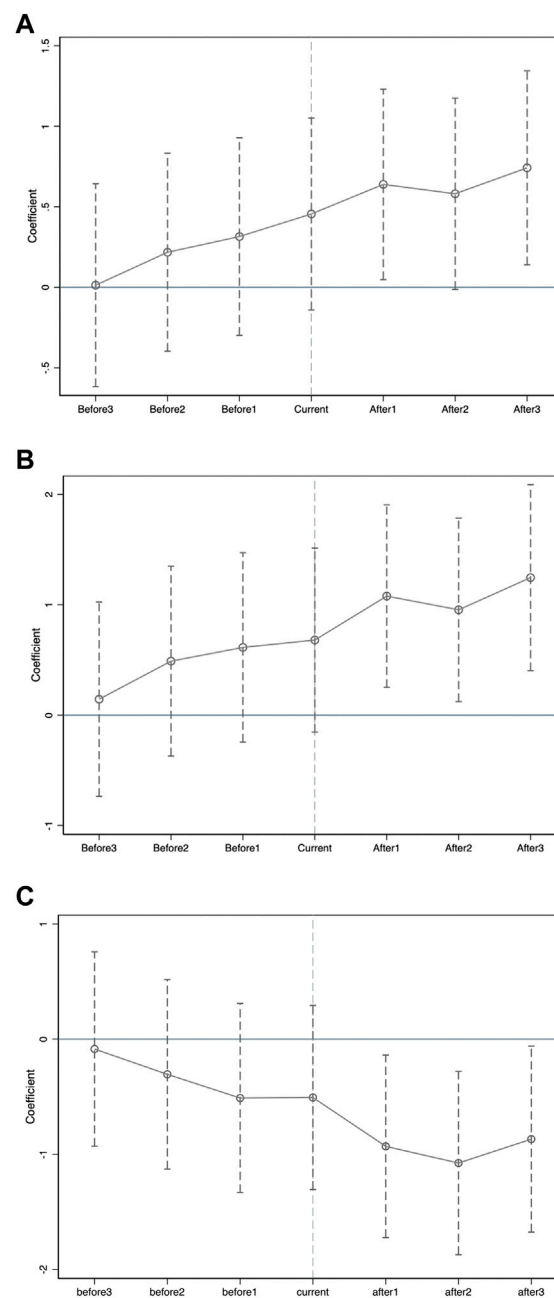 A
1.5
1
.5
0
-.5
Coefficient
Before3 Before2 Before1 Current After1 After2 After3
B
2
1
0
-1
Coefficient
Before3 Before2 Before1 Current After1 After2 After3
C
1
0
-1
-2
Coefficient
before3 before2 before1 current after1 after2 after3